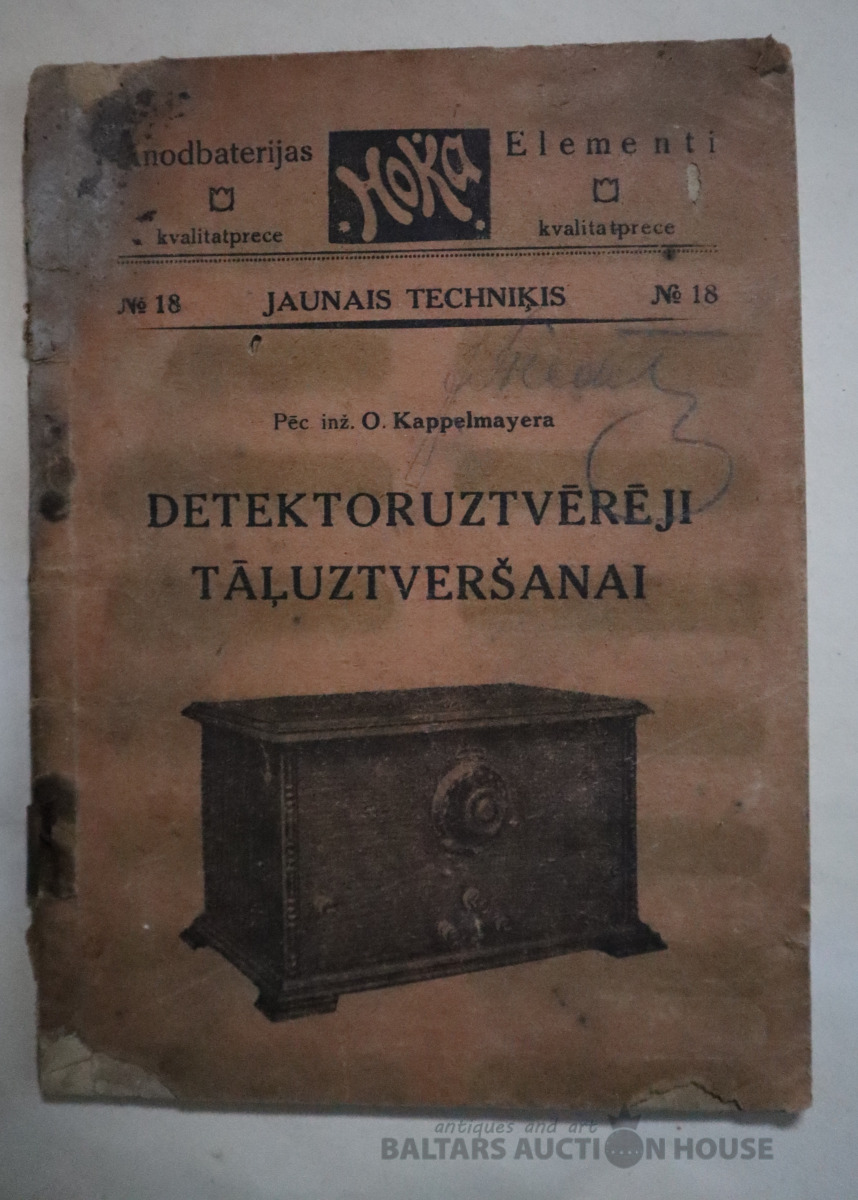 Anodbaterijas
kvalitatprece
HOKA
Elementi
kvalitatprece
№ 18 JAUNAIS TECHNIĶIS № 18
Pēc inž. O. Kappelmayera
DETEKTORUZTVĒRĒJI
TĀĻUZTVERŠANAI
antiques and art
BALTARS AUCTION HOUSE